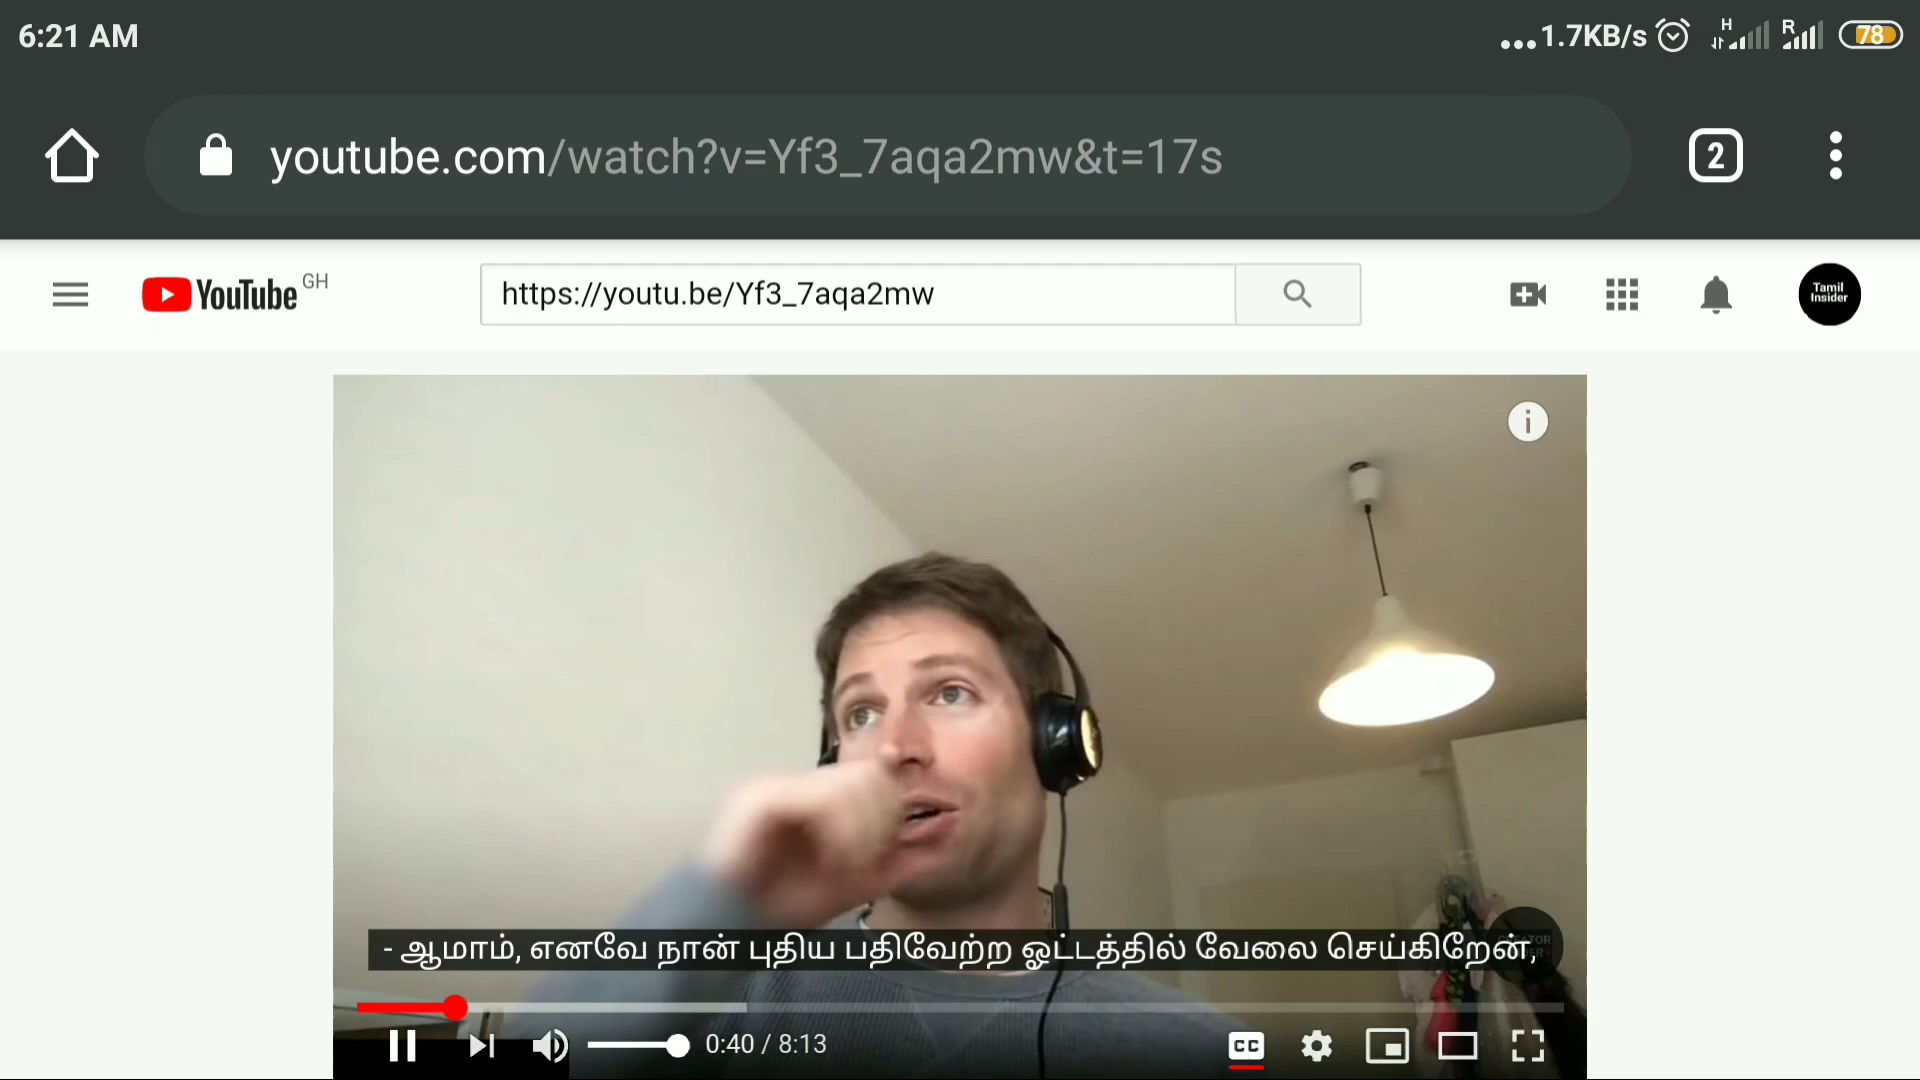 6:21 AM
...1.7KB/s H R 78
youtube.com/watch?v=Yf3_7aqa2mw&t=17s
2
YouTube GH
https://youtu.be/Yf3_7aqa2mw
Tamil
Insider
i
- ஆமாம், எனவே நான் புதிய பதிவேற்ற ஓட்டத்தில் வேலை செய்கிறேன்,
0:40 / 8:13
CC